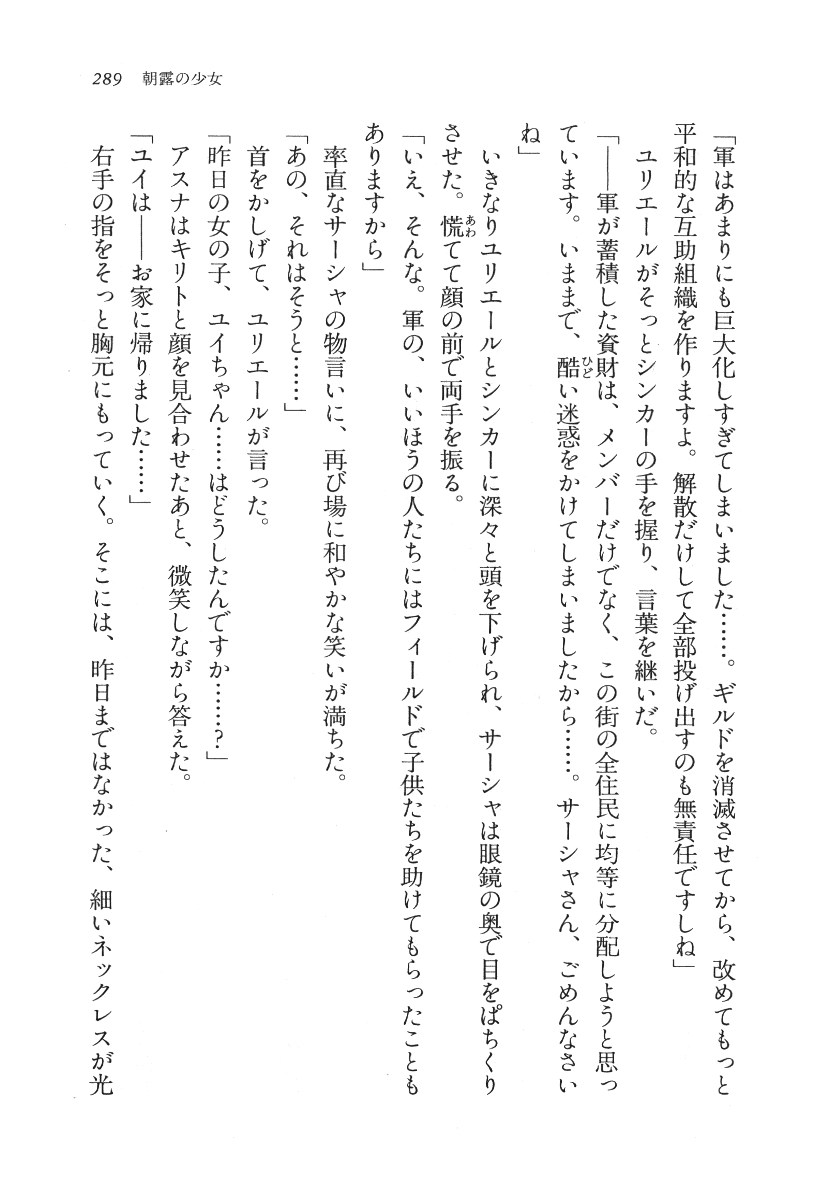 289 朝露の少女
「軍はあまりにも巨大化しすぎてしまいました……。ギルドを消滅させてから、改めてもっと
平和的な互助組織を作りますよ。解散だけして全部投げ出すのも無責任ですしね」
ユリエールがそっとシンカーの手を握り、言葉を継いだ。
「――軍が蓄積した資財は、メンバーだけでなく、この街の全住民に均等に分配しようと思っ
ています。いままで、酷い迷惑をかけてしまいましたから……。サーシャさん、ごめんなさい
ね」
いきなりユリエールとシンカーに深々と頭を下げられ、サーシャは眼鏡の奥で目をぱちくり
させた。慌てて顔の前で両手を振る。
「いえ、そんな。軍の、いいほうの人たちにはフィールドで子供たちを助けてもらったことも
ありますから」
率直なサーシャの物言いに、再び場に和やかな笑いが満ちた。
「あの、それはそうと……」
首をかしげて、ユリエールが言った。
「昨日の女の子、ユイちゃん……はどうしたんですか……？」
アスナはキリトと顔を見合わせたあと、微笑しながら答えた。
「ユイは――お家に帰りました……」
右手の指をそっと胸元にもっていく。そこには、昨日まではなかった、細いネックレスが光